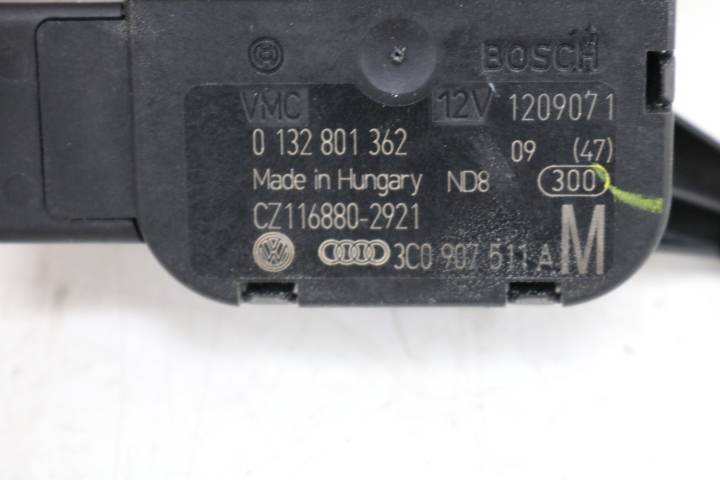 BOSCH
VMC 12V 1209071
0 132 801 362 09 (47)
Made in Hungary ND8 300
CZ116880-2921
3C0 907 511 A M